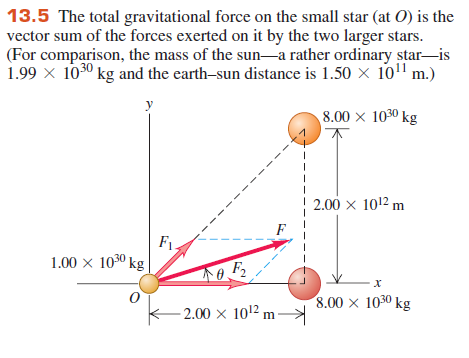 13.5 The total gravitational force on the small star (at O) is the
vector sum of the forces exerted on it by the two larger stars.
(For comparison, the mass of the sun—a rather ordinary star—is
1.99 × 10³⁰ kg and the earth–sun distance is 1.50 × 10¹¹ m.)
y
8.00 × 10³⁰ kg
2.00 × 10¹² m
F
F₁
1.00 × 10³⁰ kg
θ F₂
x
O
8.00 × 10³⁰ kg
2.00 × 10¹² m